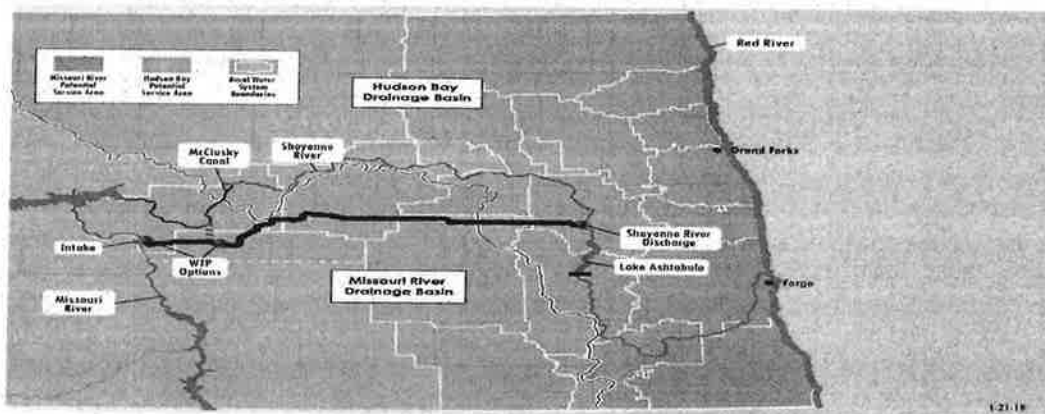 Missouri River
Potential
Service Area
Hudson Bay
Potential
Service Area
Rural Water
System
Boundaries
Hudson Bay
Drainage Basin
Red River
McClusky
Canal
Sheyenne
River
Grand Forks
Intake
WTP
Options
Sheyenne River
Discharge
Lake Ashtabula
Missouri River
Drainage Basin
Fargo
Missouri
River
1-21-18